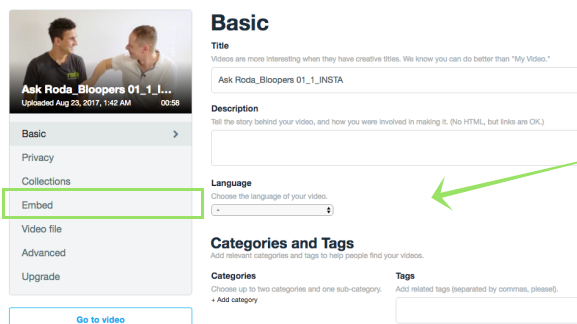 Ask Roda_Bloopers 01_1_I...
Uploaded Aug 23, 2017, 1:42 AM 00:58
Basic
Privacy
Collections
Embed
Video file
Advanced
Upgrade
Go to video
Basic
Title
Videos are more interesting when they have creative titles. We know you can do better than "My Video."
Ask Roda_Bloopers 01_1_INSTA
Description
Tell the story behind your video, and how you were involved in making it. (No HTML, but links are OK.)
Language
Choose the language of your video.
-
Categories and Tags
Add relevant categories and tags to help people find your videos.
Categories
Choose up to two categories and one sub-category.
+ Add category
Tags
Add related tags (separated by commas, please!).